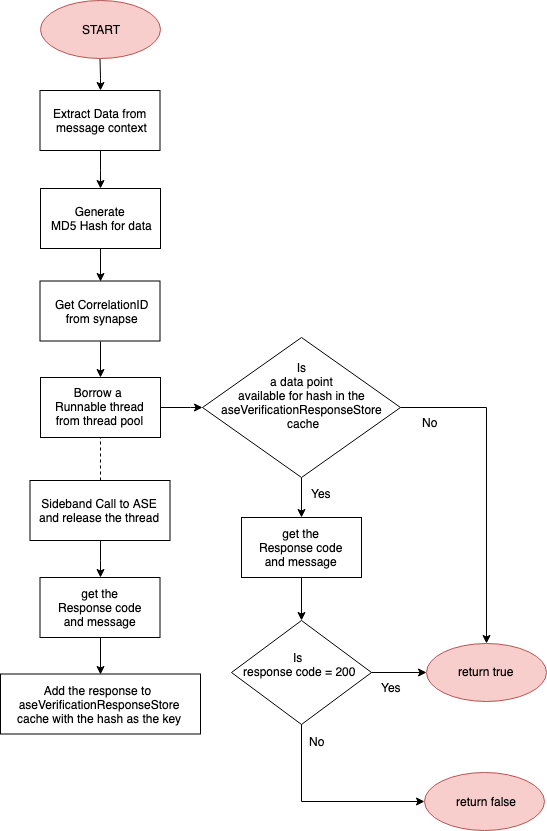 START
Extract Data from
message context
Generate
MD5 Hash for data
Get CorrelationID
from synapse
Borrow a
Runnable thread
from thread pool
Is
a data point
available for hash in the
aseVerificationResponseStore
cache
No
Yes
Sideband Call to ASE
and release the thread
get the
Response code
and message
get the
Response code
and message
Is
response code = 200
Yes
return true
Add the response to
aseVerificationResponseStore
cache with the hash as the key
No
return false